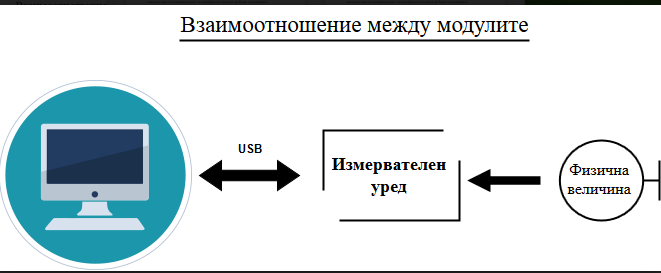 Взаимоотношение между модулите
USB
Измервателен
уред
Физична
величина